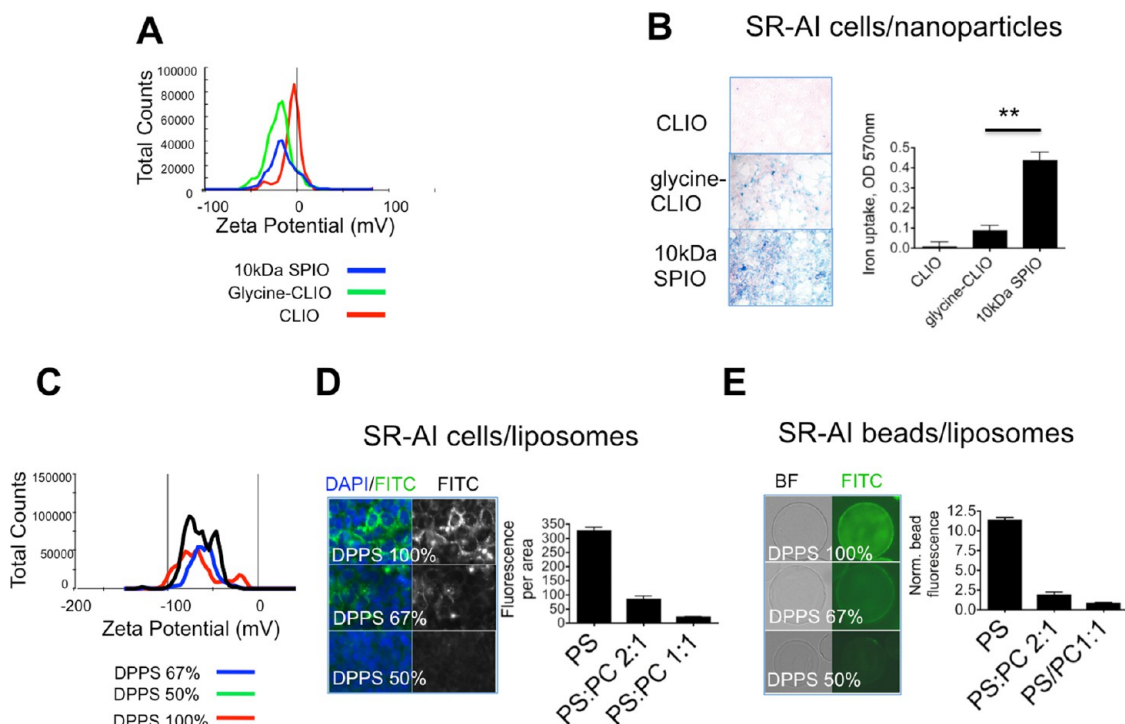 A
100000
80000
60000
40000
20000
0
Total Counts
-100
0
100
Zeta Potential (mV)
10kDa SPIO
Glycine-CLIO
CLIO
B
SR-AI cells/nanoparticles
CLIO
glycine-
CLIO
10kDa
SPIO
**
Iron uptake, OD 570nm
0.5
0.4
0.3
0.2
0.1
0.0
CLIO
glycine-CLIO
10kDa SPIO
C
150000
100000
50000
0
Total Counts
-200
-100
0
Zeta Potential (mV)
DPPS 67%
DPPS 50%
DPPS 100%
D
SR-AI cells/liposomes
DAPI/FITC
FITC
DPPS 100%
DPPS 67%
DPPS 50%
Fluorescence
per area
350
300
250
200
150
100
50
0
PS
PS:PC 2:1
PS:PC 1:1
E
SR-AI beads/liposomes
BF
FITC
DPPS 100%
DPPS 67%
DPPS 50%
Norm. bead
fluorescence
12.5
10.0
7.5
5.0
2.5
0.0
PS
PS:PC 2:1
PS/PC1:1